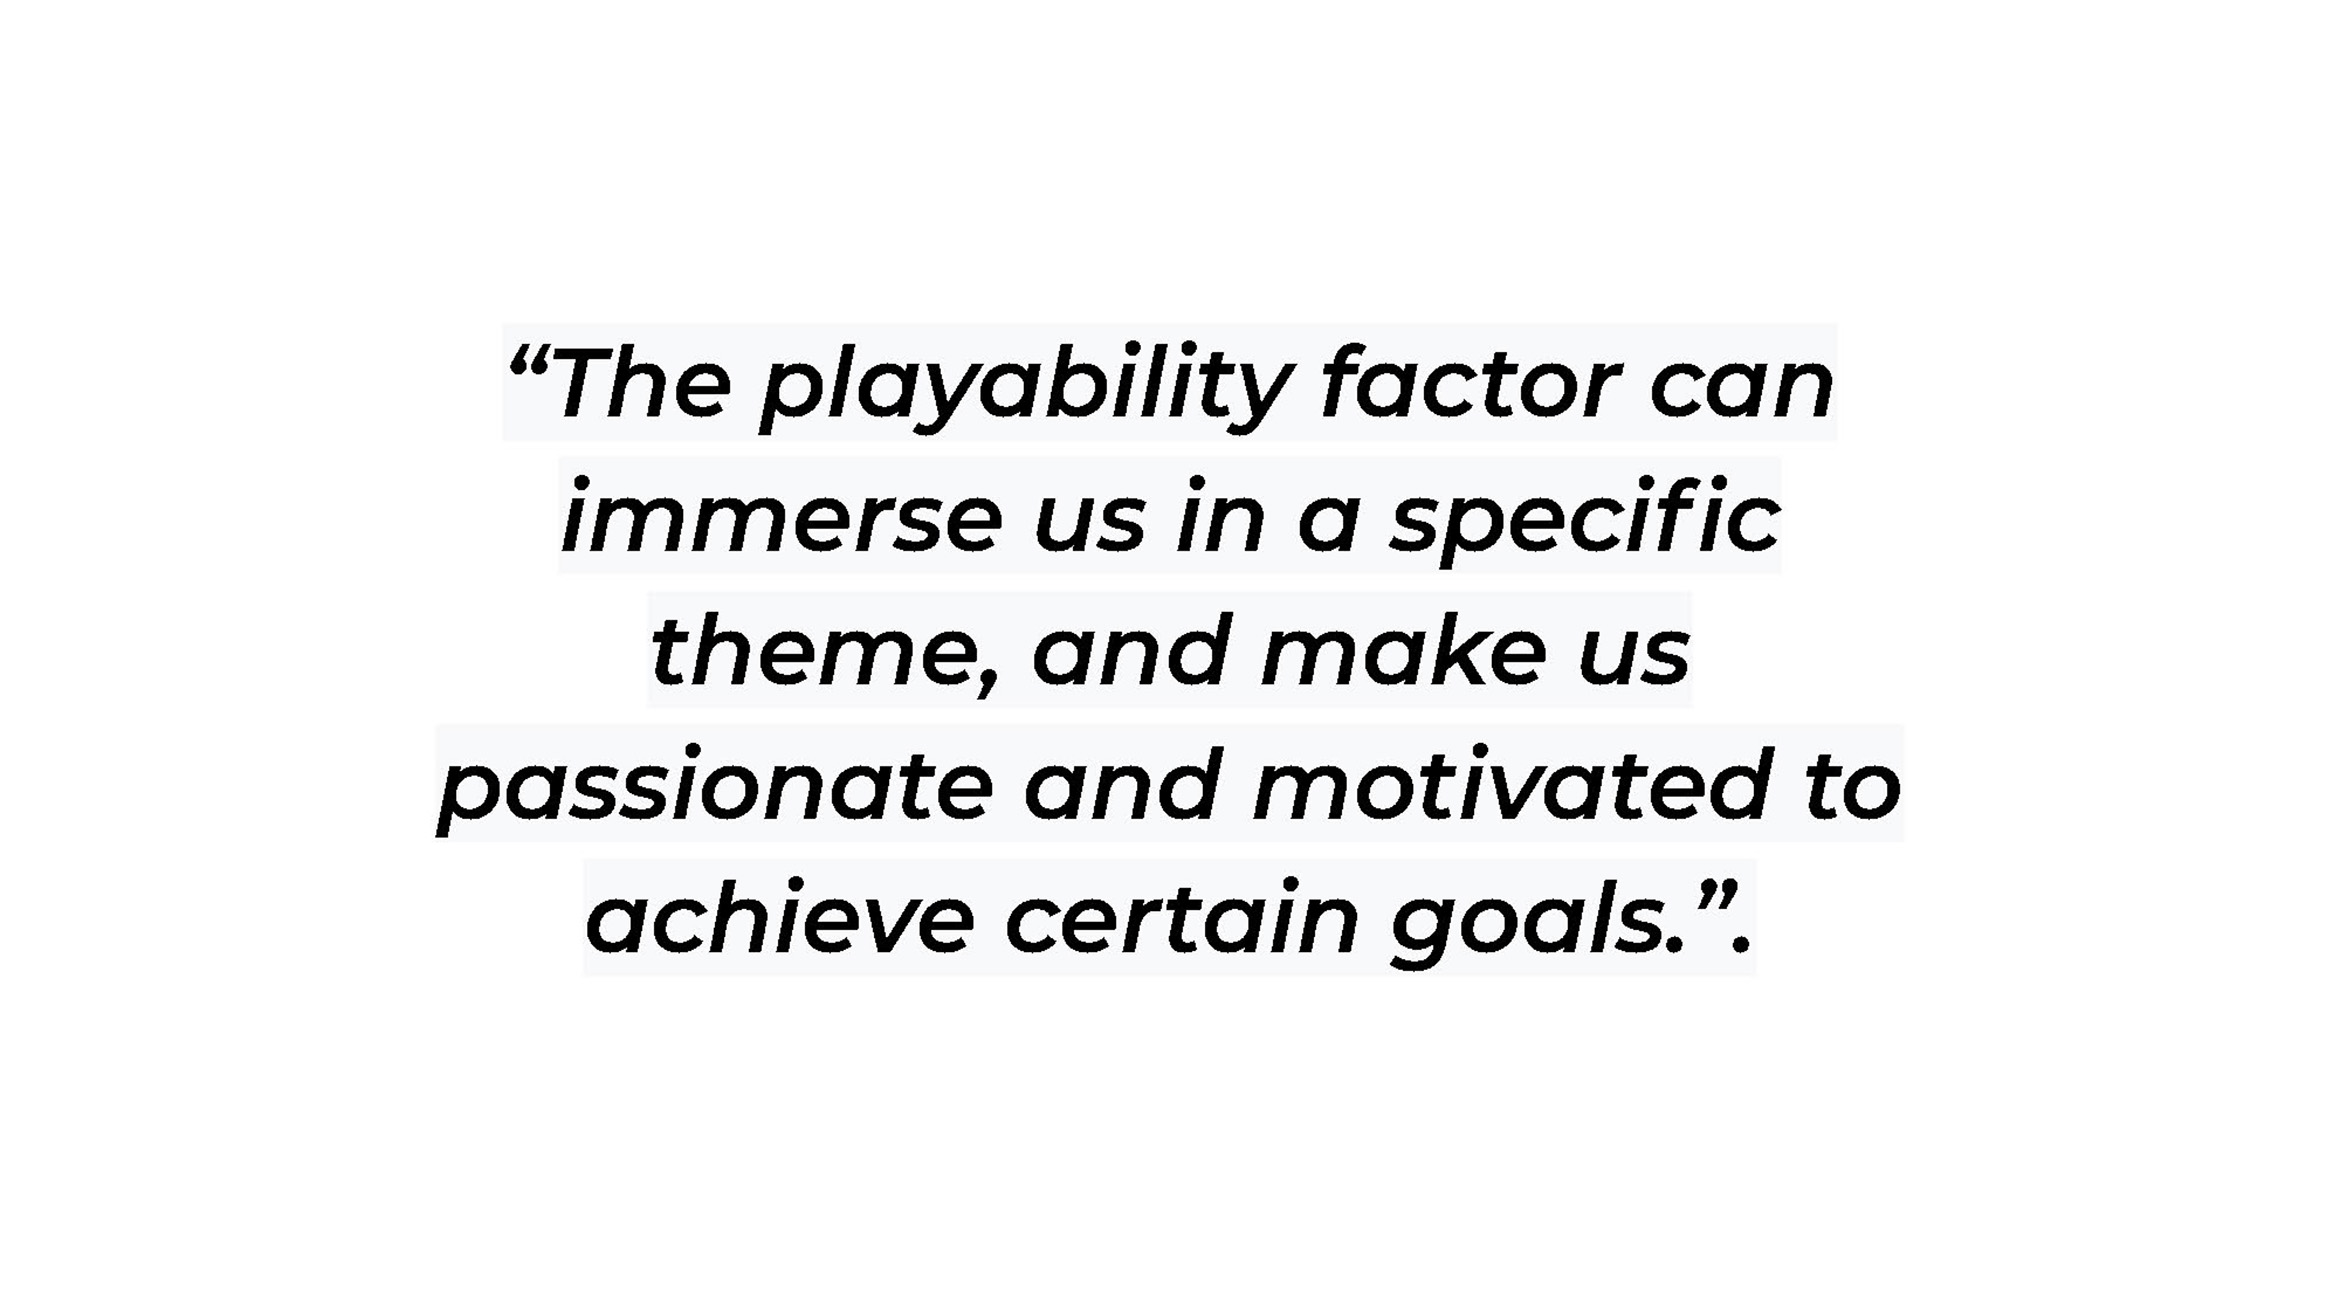 “The playability factor can
immerse us in a specific
theme, and make us
passionate and motivated to
achieve certain goals.”.